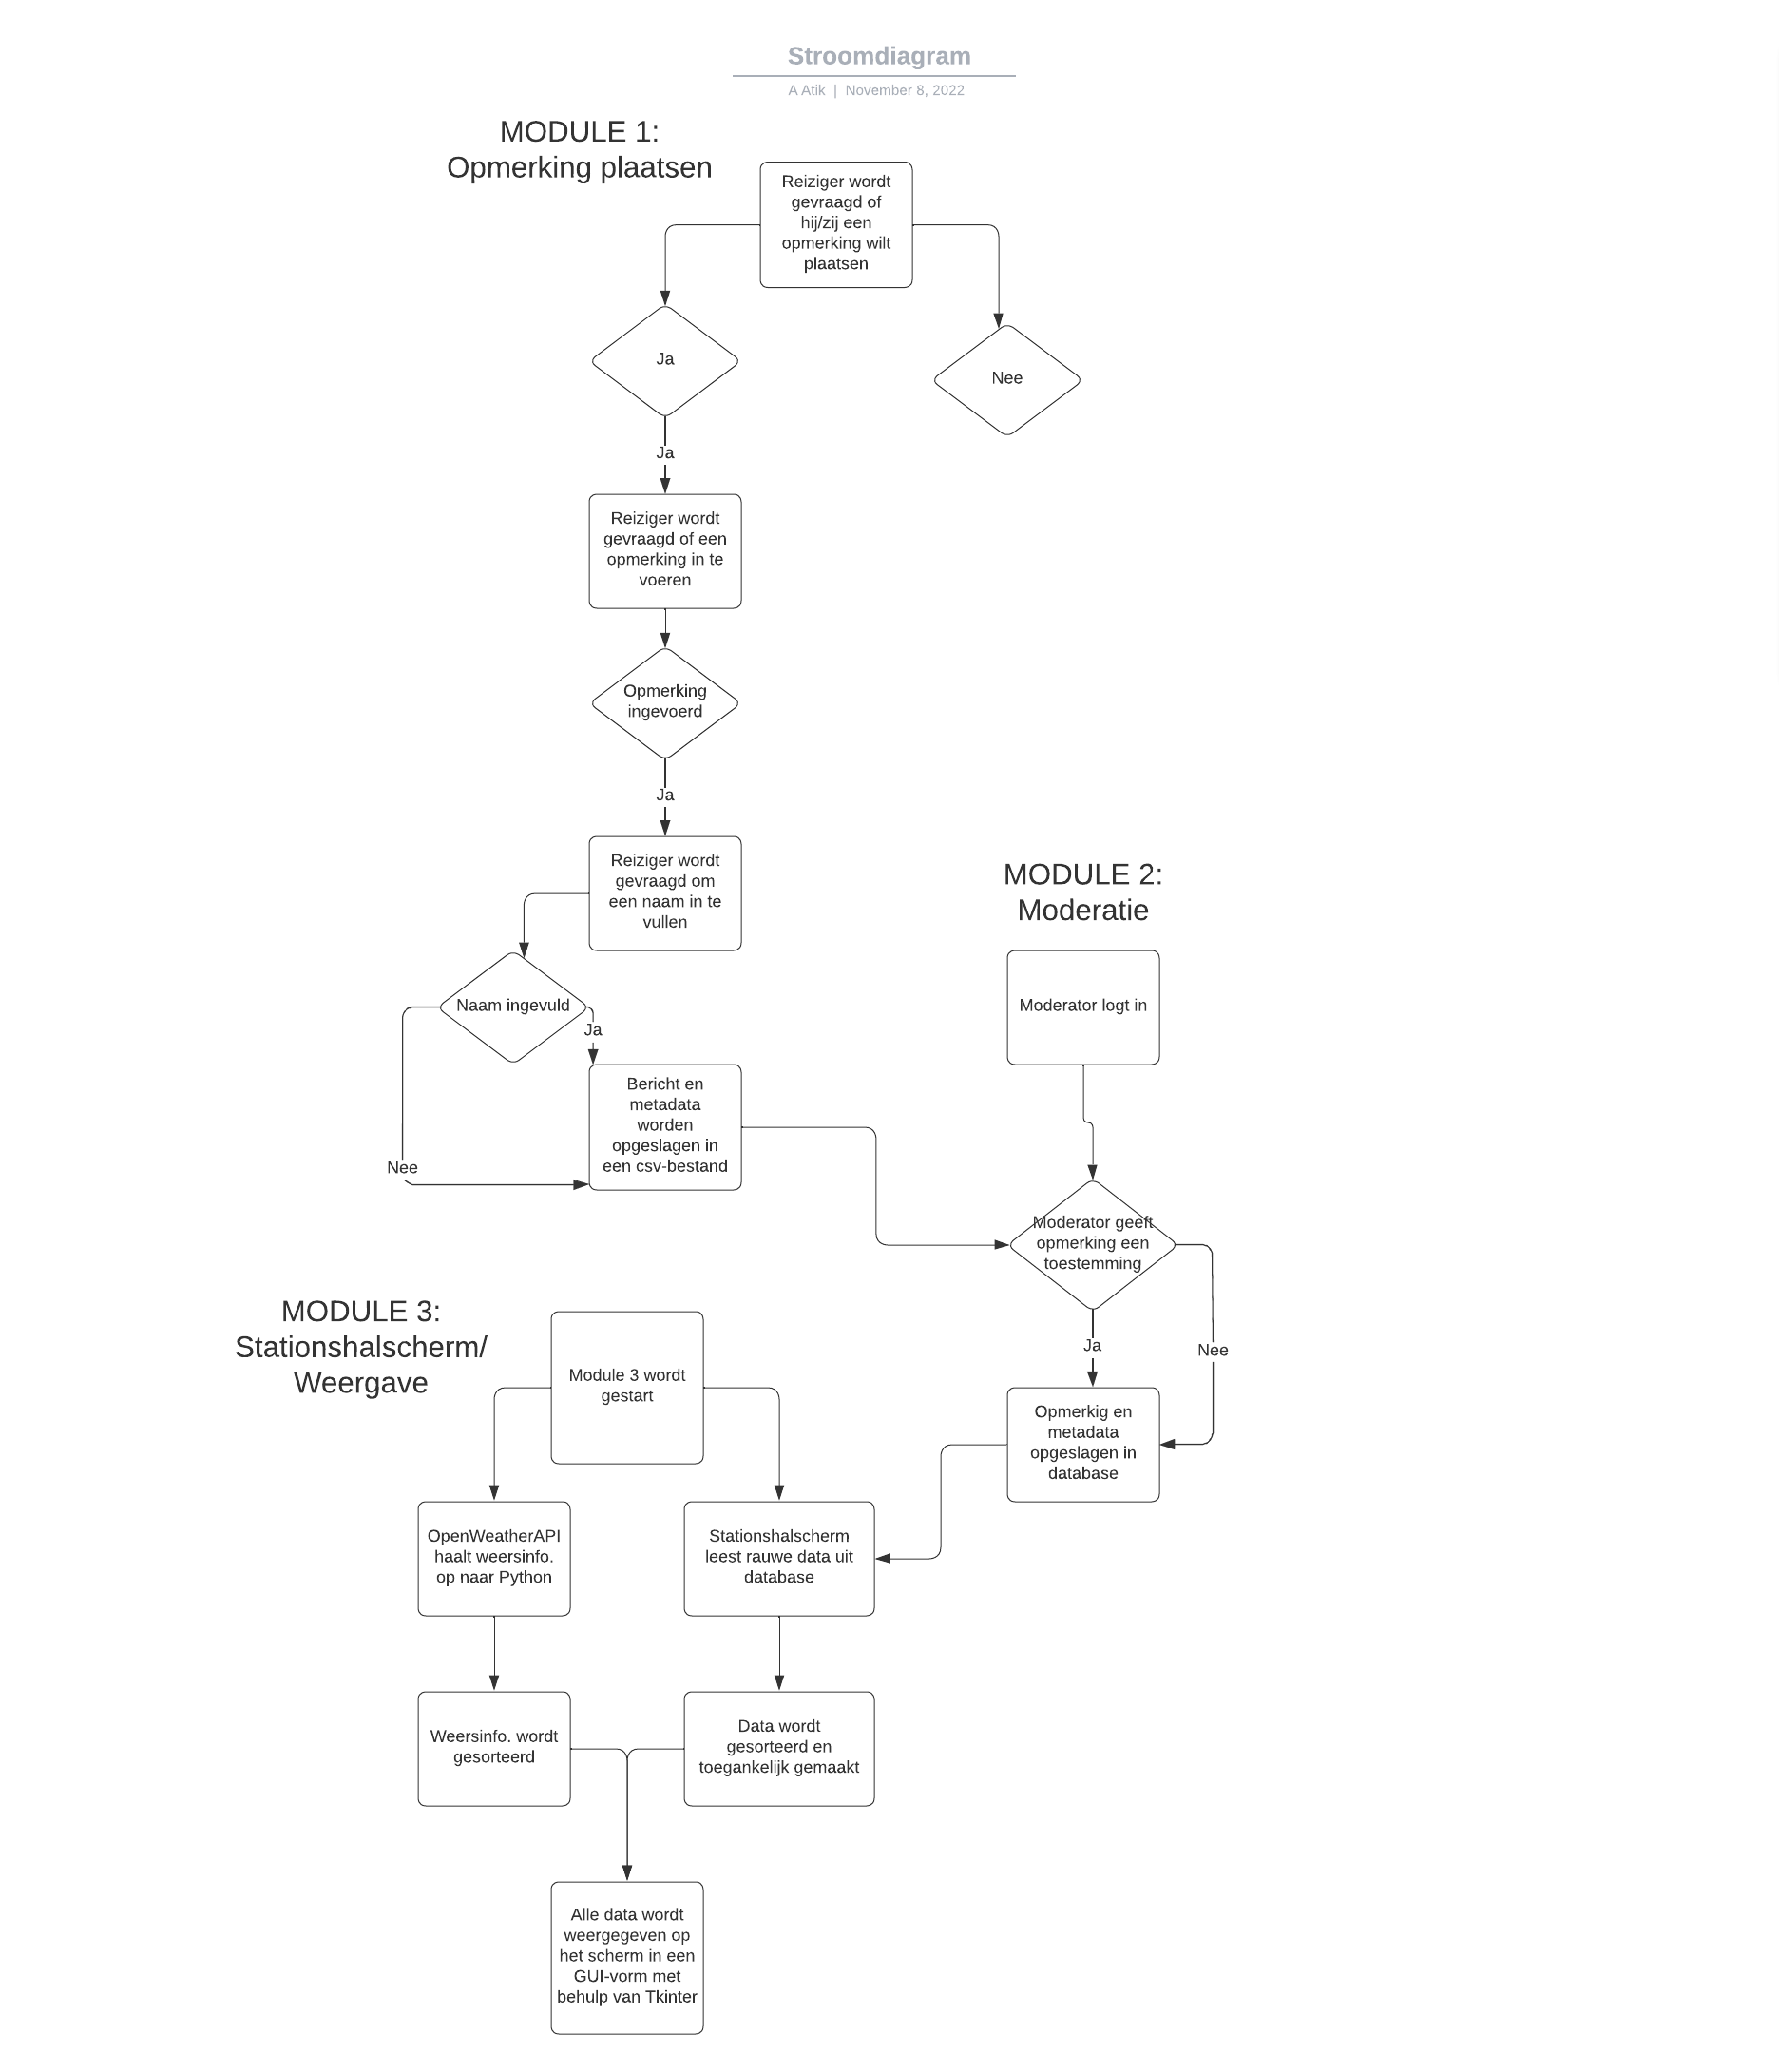 Stroomdiagram
A Atik | November 8, 2022
MODULE 1:
Opmerking plaatsen
Reiziger wordt
gevraagd of
hij/zij een
opmerking wilt
plaatsen
Ja
Nee
Ja
Reiziger wordt
gevraagd of een
opmerking in te
voeren
Opmerking
ingevoerd
Ja
Reiziger wordt
gevraagd om
een naam in te
vullen
Naam ingevuld
Ja
Nee
Bericht en
metadata
worden
opgeslagen in
een csv-bestand
MODULE 2:
Moderatie
Moderator logt in
Moderator geeft
opmerking een
toestemming
Ja
Nee
Opmerkig en
metadata
opgeslagen in
database
MODULE 3:
Stationshalscherm/
Weergave
Module 3 wordt
gestart
OpenWeatherAPI
haalt weersinfo.
op naar Python
Stationshalscherm
leest rauwe data uit
database
Weersinfo. wordt
gesorteerd
Data wordt
gesorteerd en
toegankelijk gemaakt
Alle data wordt
weergegeven op
het scherm in een
GUI-vorm met
behulp van Tkinter